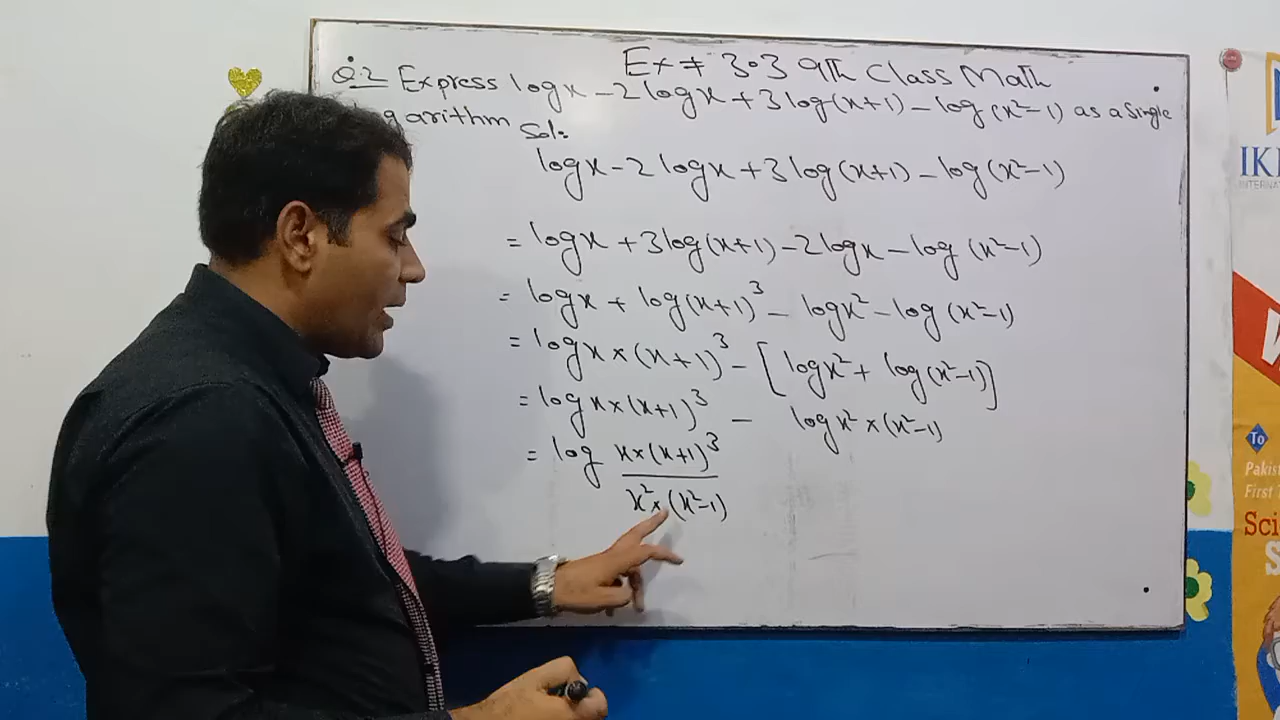 Ex # 3.3 9th Class Math
Q.2 Express log x - 2 log x + 3 log (x+1) - log (x²-1) as a single
garithm Sol:
log x - 2 log x + 3 log (x+1) - log (x²-1)
= log x + 3 log (x+1) - 2 log x - log (x²-1)
= log x + log (x+1)³ - log x² - log (x²-1)
= log x × (x+1)³ - [log x² + log (x²-1)]
= log x × (x+1)³ - log x² × (x²-1)
= log x×(x+1)³
x²×(x²-1)
To
First